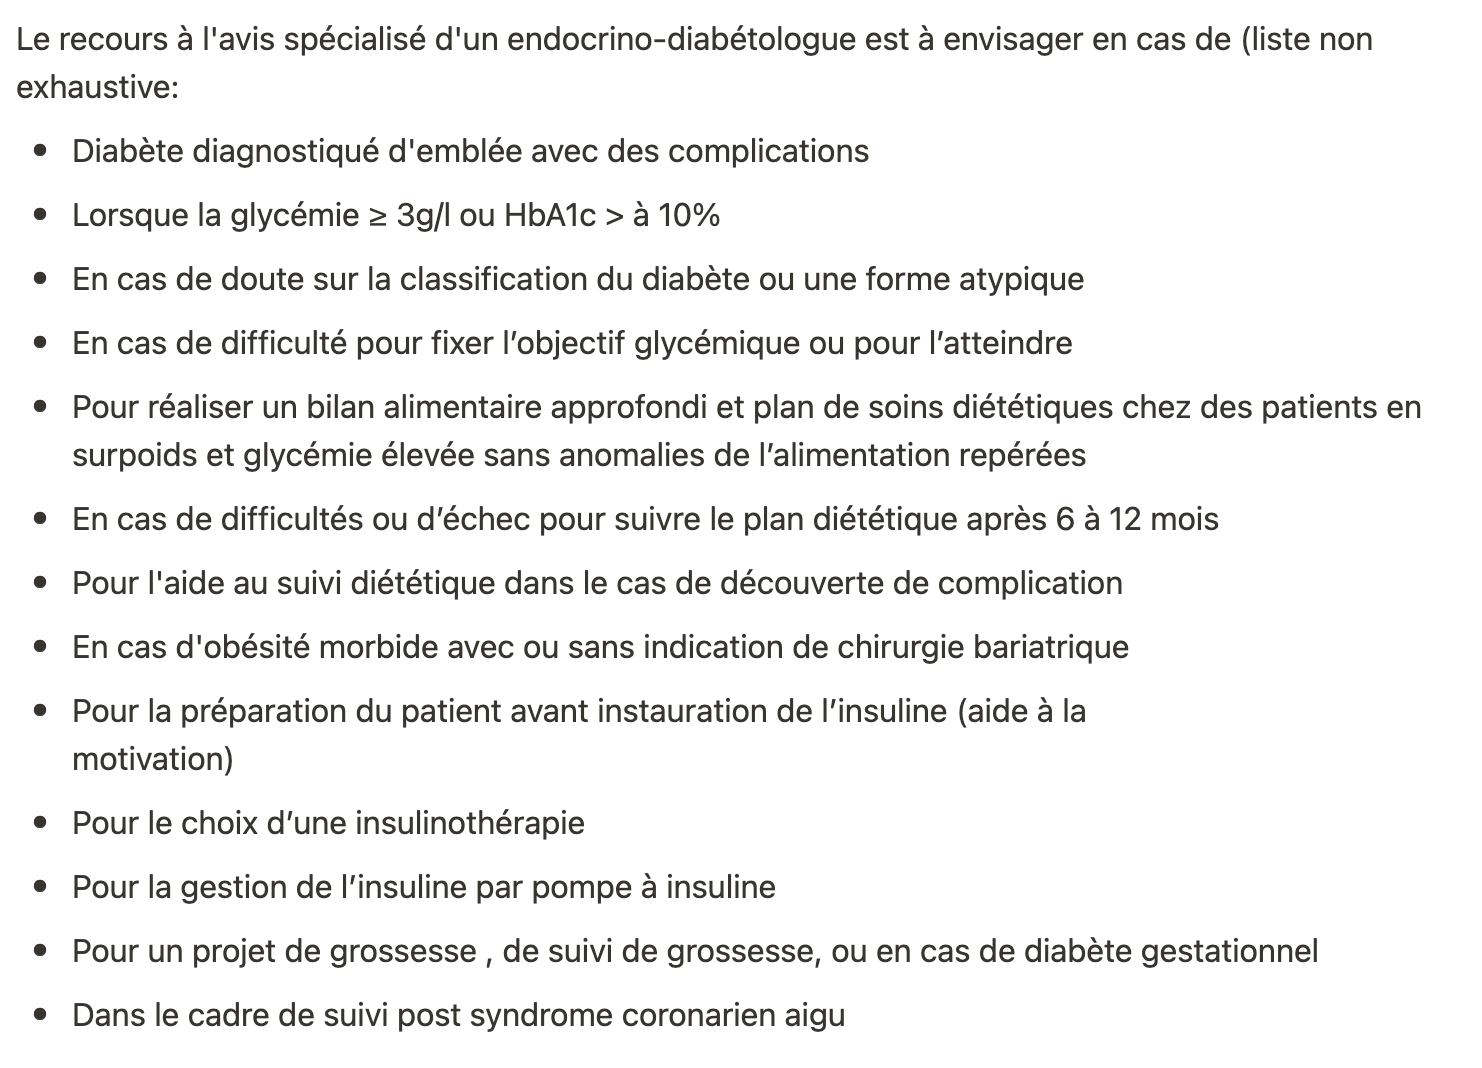 Le recours à l'avis spécialisé d'un endocrino-diabétologue est à envisager en cas de (liste non
exhaustive:
• Diabète diagnostiqué d'emblée avec des complications
• Lorsque la glycémie ≥ 3g/l ou HbA1c > à 10%
• En cas de doute sur la classification du diabète ou une forme atypique
• En cas de difficulté pour fixer l’objectif glycémique ou pour l’atteindre
• Pour réaliser un bilan alimentaire approfondi et plan de soins diététiques chez des patients en
surpoids et glycémie élevée sans anomalies de l’alimentation repérées
• En cas de difficultés ou d’échec pour suivre le plan diététique après 6 à 12 mois
• Pour l'aide au suivi diététique dans le cas de découverte de complication
• En cas d'obésité morbide avec ou sans indication de chirurgie bariatrique
• Pour la préparation du patient avant instauration de l’insuline (aide à la
motivation)
• Pour le choix d’une insulinothérapie
• Pour la gestion de l’insuline par pompe à insuline
• Pour un projet de grossesse , de suivi de grossesse, ou en cas de diabète gestationnel
• Dans le cadre de suivi post syndrome coronarien aigu